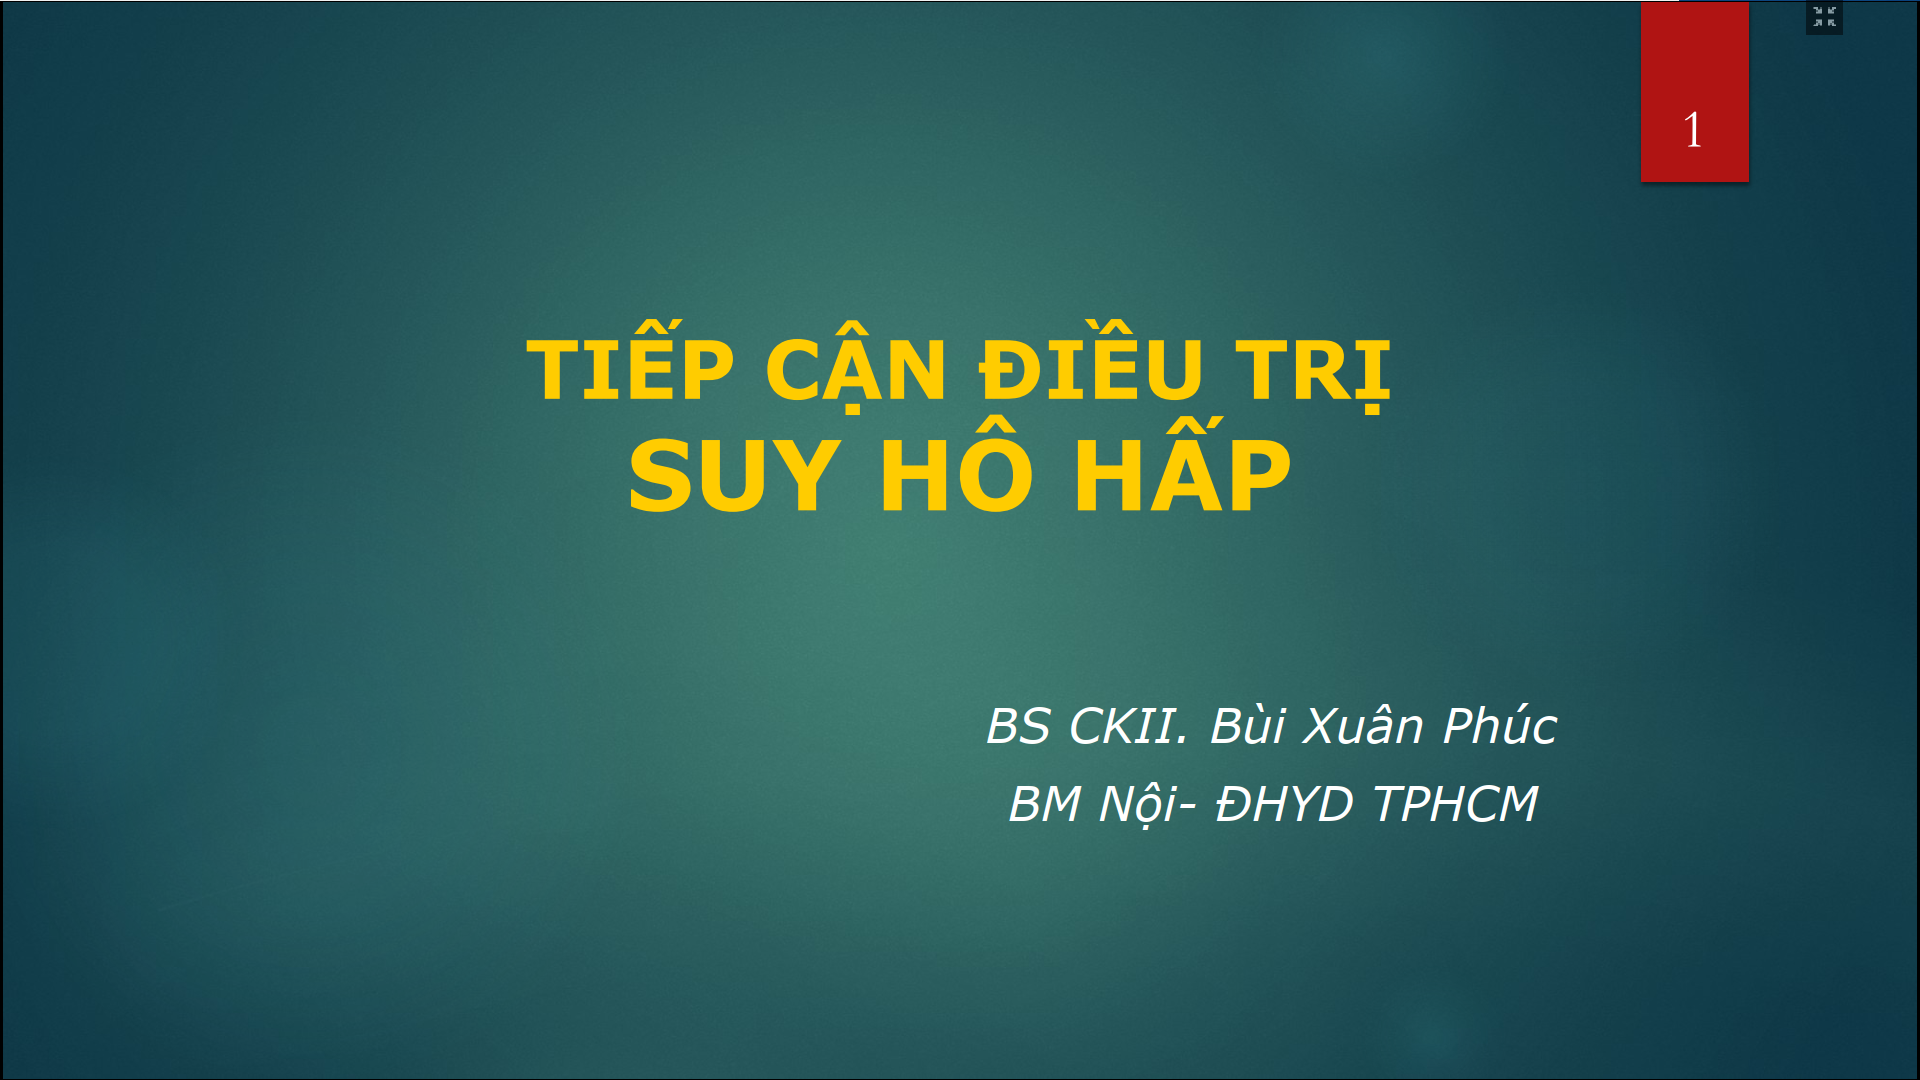 1
TIẾP CẬN ĐIỀU TRỊ
SUY HÔ HẤP
BS CKII. Bùi Xuân Phúc
BM Nội- ĐHYD TPHCM